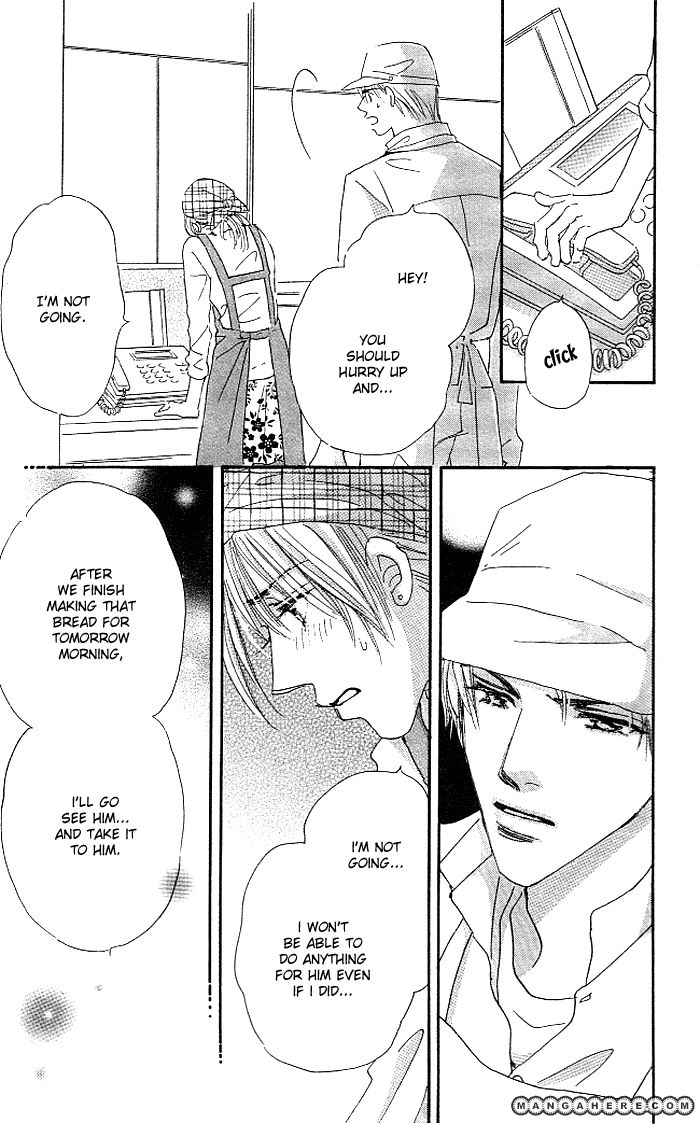 click
HEY!
YOU
SHOULD
HURRY UP
AND...
I'M NOT
GOING.
I'M NOT
GOING...
I WON'T
BE ABLE TO
DO ANYTHING
FOR HIM EVEN
IF I DID...
AFTER
WE FINISH
MAKING THAT
BREAD FOR
TOMORROW
MORNING,
I'LL GO
SEE HIM...
AND TAKE IT
TO HIM.
MANGAHERE.COM